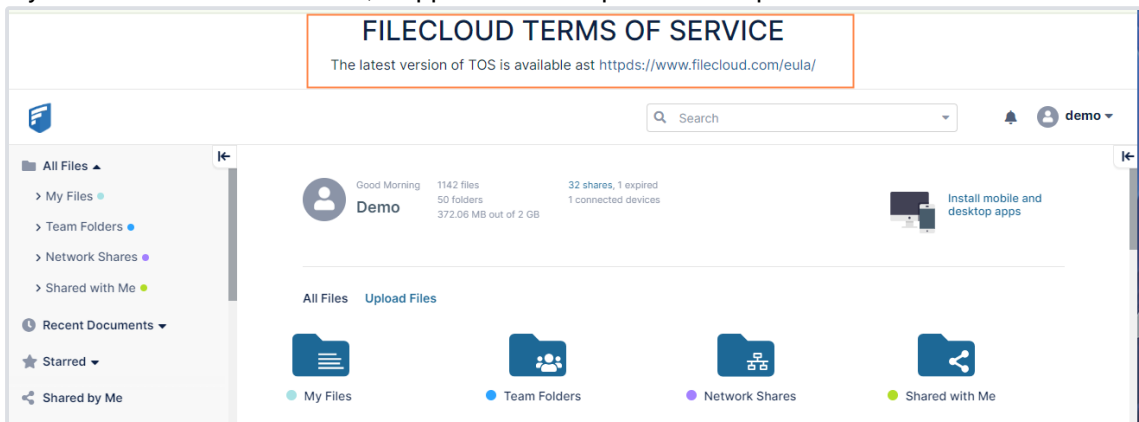 FILECLOUD TERMS OF SERVICE
The latest version of TOS is available ast httpds://www.filecloud.com/eula/
Search
demo
All Files
My Files
Team Folders
Network Shares
Shared with Me
Recent Documents
Starred
Shared by Me
Good Morning
Demo
1142 files
50 folders
372.06 MB out of 2 GB
32 shares, 1 expired
1 connected devices
Install mobile and
desktop apps
All Files Upload Files
My Files
Team Folders
Network Shares
Shared with Me